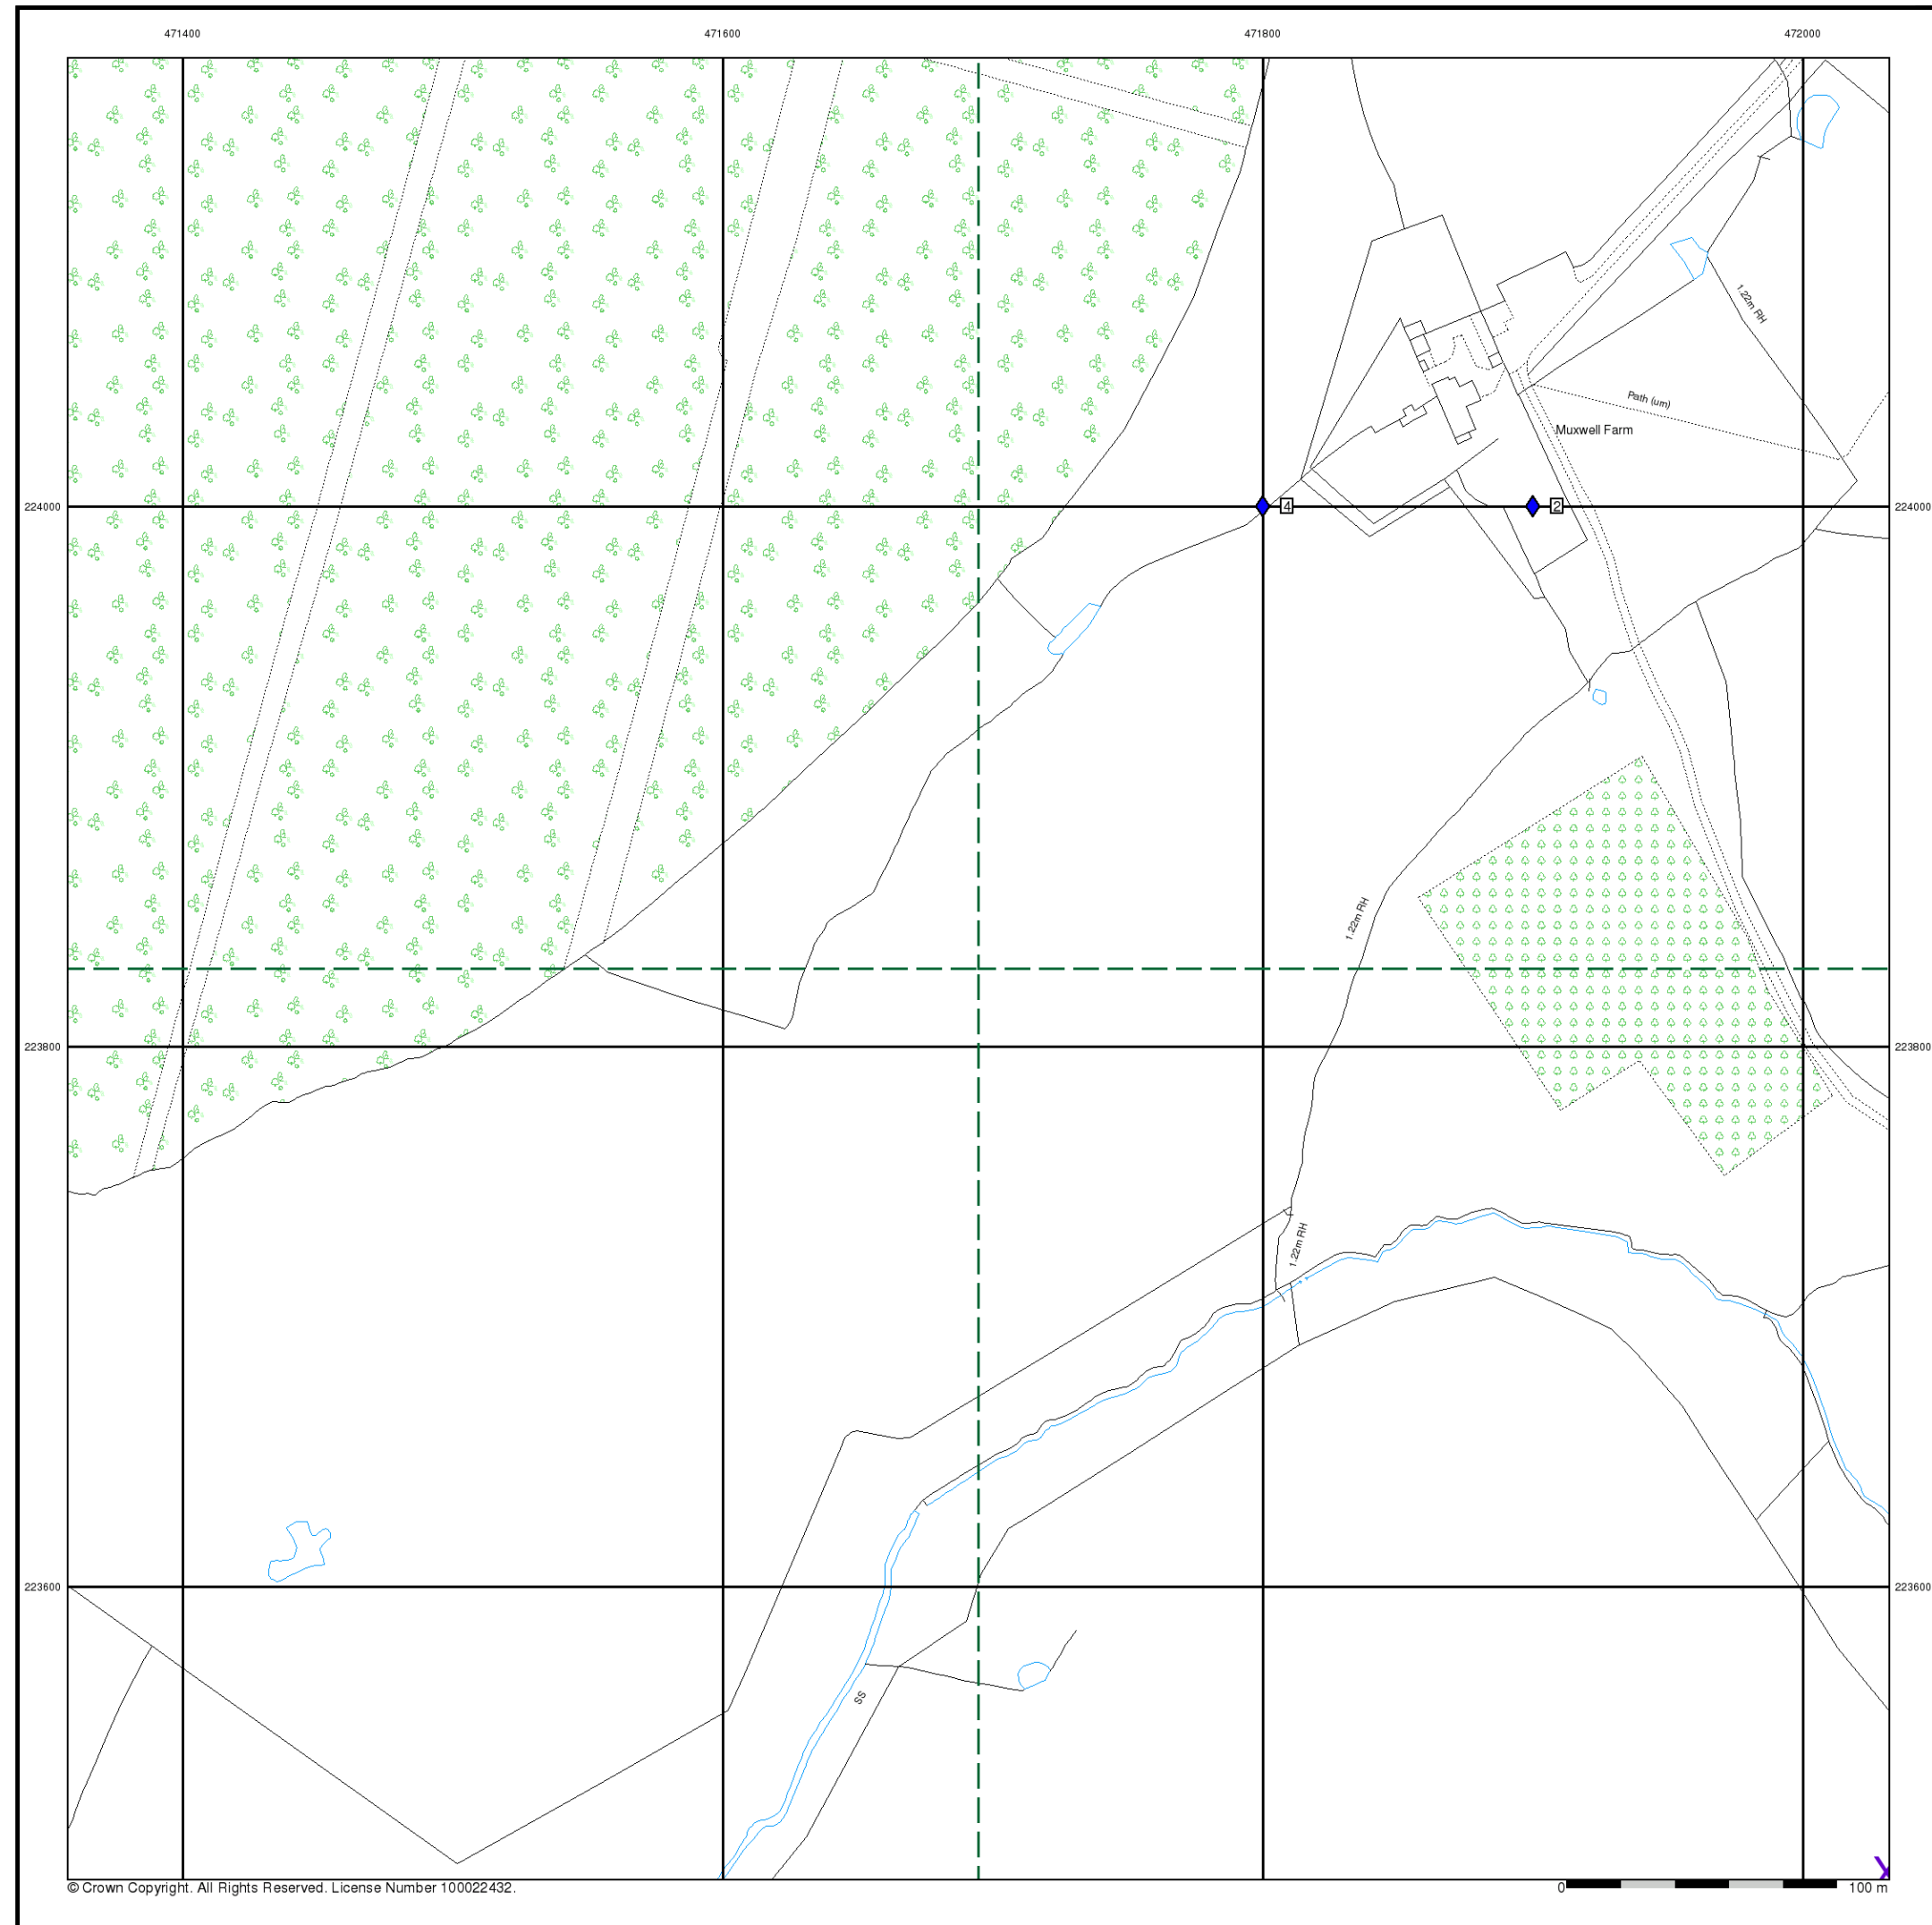 471400 471600 471800 472000
1.22m RH
Path (um)
Muxwell Farm
224000 4 2 224000
1.22m RH
223800 223800
1.22m RH
223600 223600
SS
© Crown Copyright. All Rights Reserved. License Number 100022432.
0 100 m